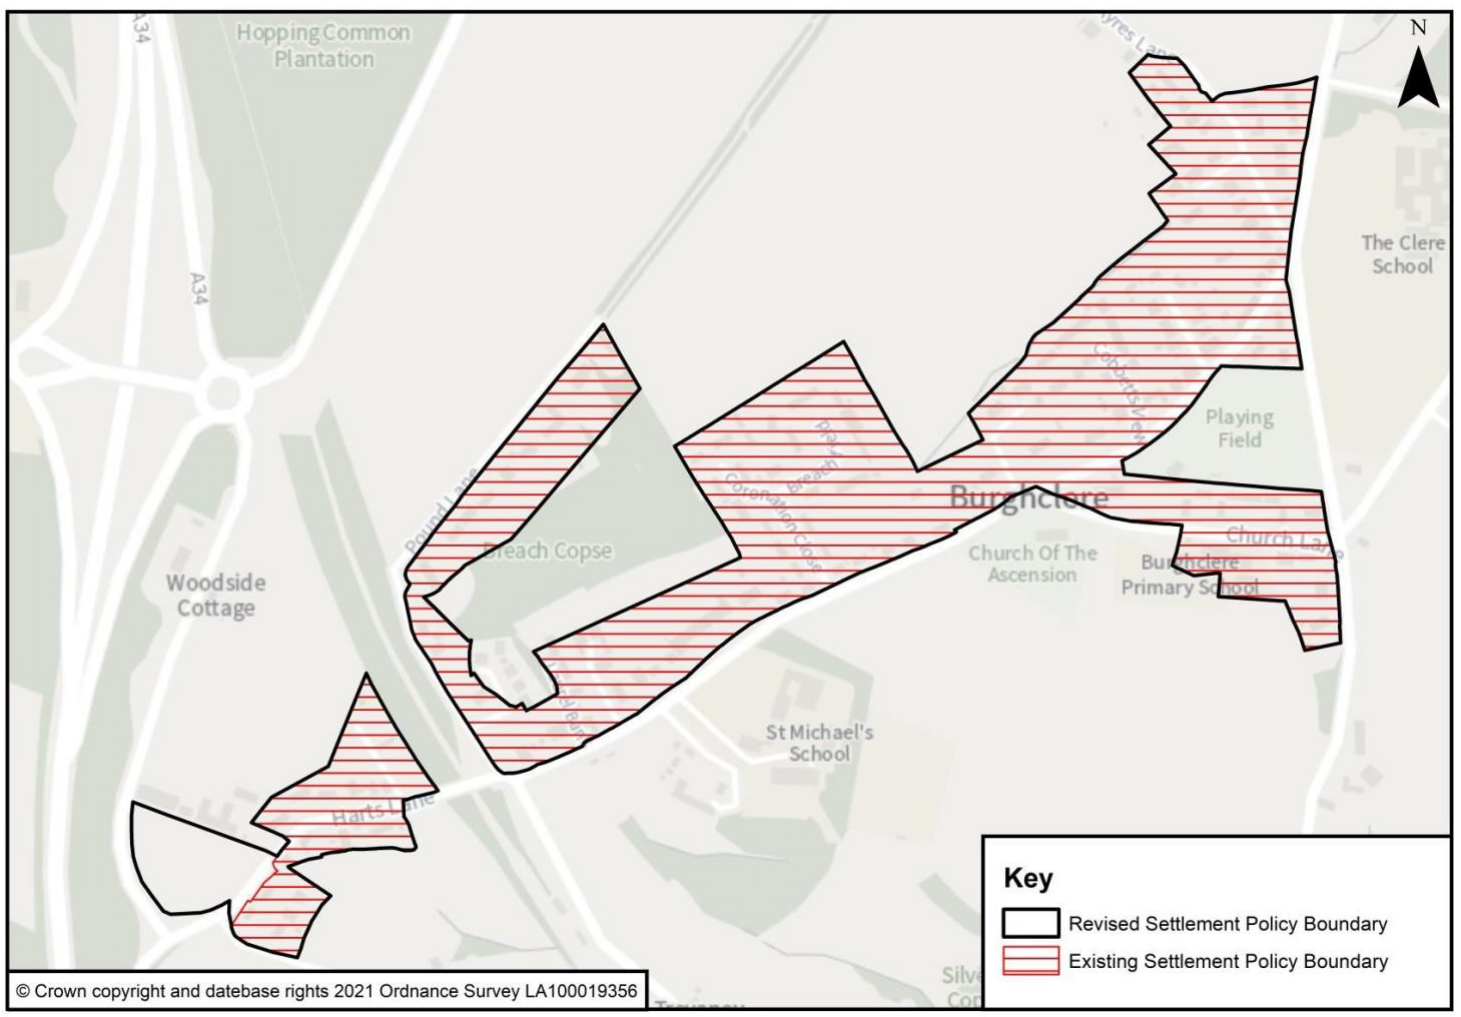 A34
Hopping Common
Plantation
N
A34
The Clere
School
Cobbetts View
Playing
Field
Breach
Coronation Close
Burghclere
Pound Lane
Breach Copse
Church Of The
Ascension
Church Lane
Burghclere
Primary School
Woodside
Cottage
St Michael's
School
Harts Lane
Key
Revised Settlement Policy Boundary
Existing Settlement Policy Boundary
© Crown copyright and datebase rights 2021 Ordnance Survey LA100019356